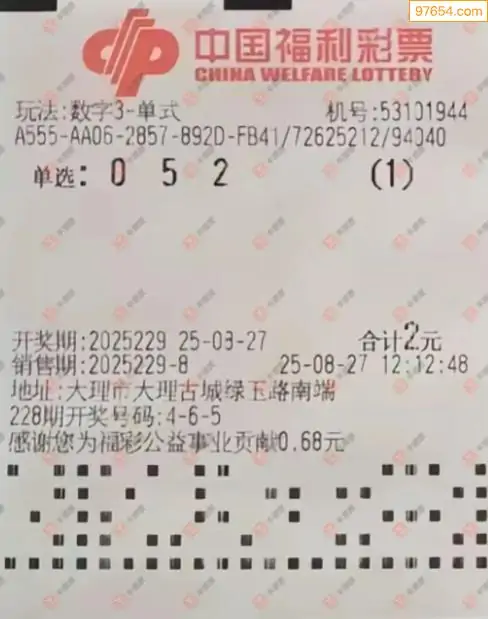 97654.com
中国福利彩票
CHINA WELFARE LOTTERY
玩法:数字3-单式 机号:53101944
A555-AA06-2857-892D-FB41/72625212/94040
单选: 0 5 2 (1)
开奖期:2025229 25-08-27 合计2元
销售期:2025229-8 25-08-27 12:12:48
地址:大理市大理古城绿玉路南端
228期开奖号码:4-6-5
感谢您为福彩公益事业贡献0.68元